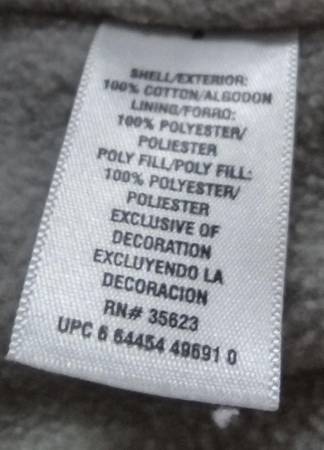 SHELL/EXTERIOR:
100% COTTON/ALGODON
LINING/FORRO:
100% POLYESTER/
POLIESTER
POLY FILL/POLY FILL:
100% POLYESTER/
POLIESTER
EXCLUSIVE OF
DECORATION
EXCLUYENDO LA
DECORACION
RN# 35623
UPC 6 64454 49691 0